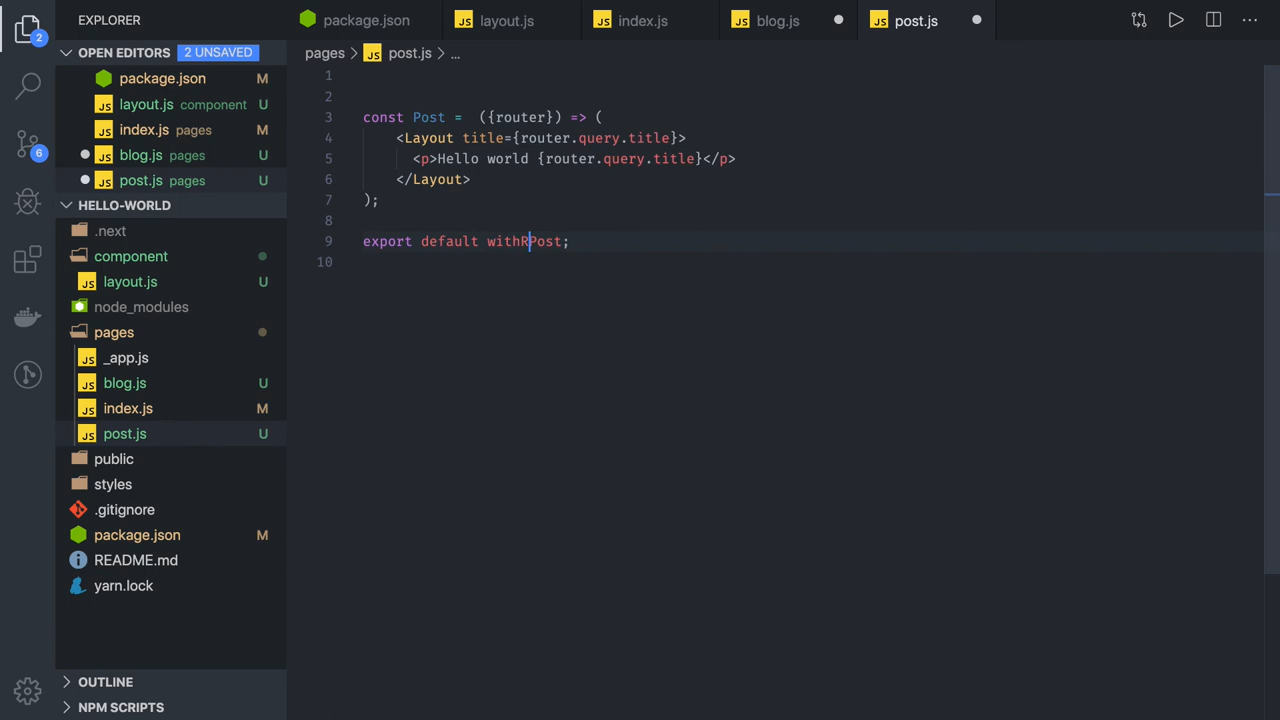 EXPLORER
package.json
layout.js
index.js
blog.js
post.js
2
OPEN EDITORS 2 UNSAVED
pages > JS post.js > ...
package.json M
layout.js component U
index.js pages M
blog.js pages U
post.js pages U
6
HELLO-WORLD
.next
component
layout.js U
node_modules
pages
_app.js
blog.js U
index.js M
post.js U
public
styles
.gitignore
package.json M
README.md
yarn.lock
OUTLINE
NPM SCRIPTS
1
2
3 const Post =  ({router}) => (
4 <Layout title={router.query.title}>
5 <p>Hello world {router.query.title}</p>
6 </Layout>
7 );
8
9 export default withRPost;
10